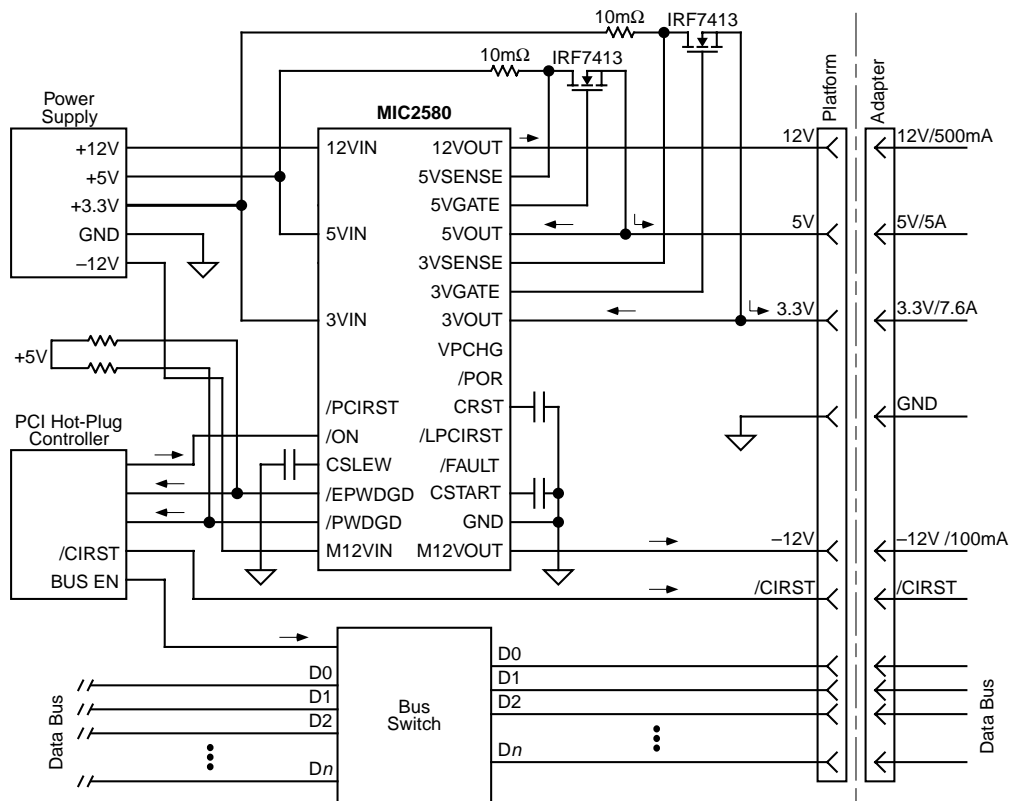 10mΩ
IRF7413
10mΩ
IRF7413
Power
Supply
+12V
+5V
+3.3V
GND
–12V
MIC2580
12VIN
5VIN
3VIN
/PCIRST
/ON
CSLEW
/EPWDGD
/PWDGD
M12VIN
12VOUT
5VSENSE
5VGATE
5VOUT
3VSENSE
3VGATE
3VOUT
VPCHG
/POR
CRST
/LPCIRST
/FAULT
CSTART
GND
M12VOUT
+5V
PCI Hot-Plug
Controller
/CIRST
BUS EN
Platform
Adapter
12V
12V/500mA
5V
5V/5A
3.3V
3.3V/7.6A
GND
–12V
–12V /100mA
/CIRST
/CIRST
Data Bus
D0
D1
D2
Dn
Bus
Switch
D0
D1
D2
Dn
Data Bus